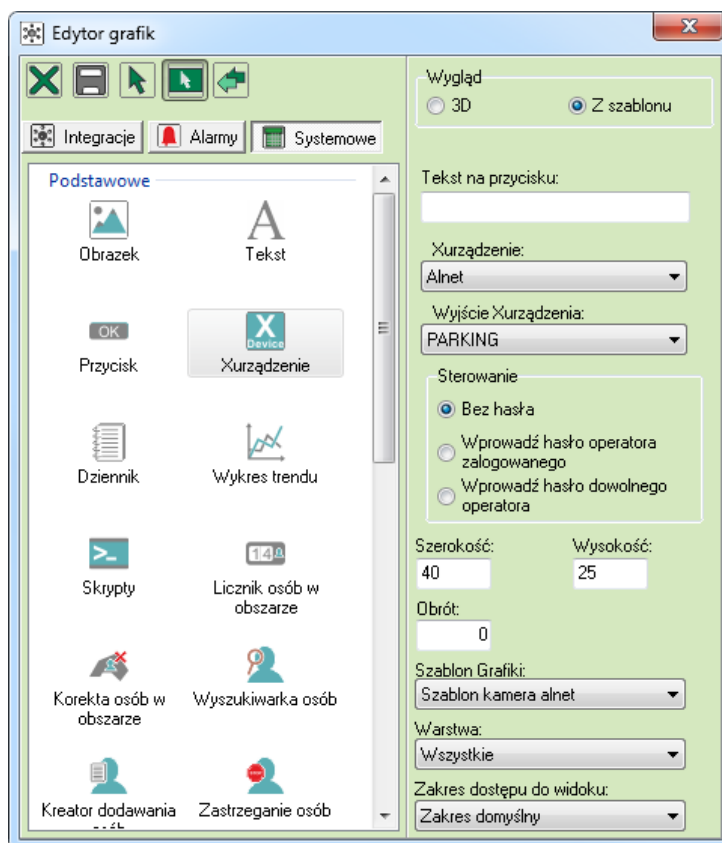 Edytor grafik
Integracje
Alarmy
Systemowe
Podstawowe
Obrazek
Tekst
OK
Przycisk
X
Device
Xurządzenie
Dziennik
Wykres trendu
>_
Skrypty
14
Licznik osób w
obszarze
Korekta osób w
obszarze
Wyszukiwarka osób
Kreator dodawania
Zastrzeganie osób
Wygląd
3D
Z szablonu
Tekst na przycisku:
Xurządzenie:
Alnet
Wyjście Xurządzenia:
PARKING
Sterowanie
Bez hasła
Wprowadź hasło operatora
zalogowanego
Wprowadź hasło dowolnego
operatora
Szerokość:
Wysokość:
40
25
Obrót:
0
Szablon Grafiki:
Szablon kamera alnet
Warstwa:
Wszystkie
Zakres dostępu do widoku:
Zakres domyślny